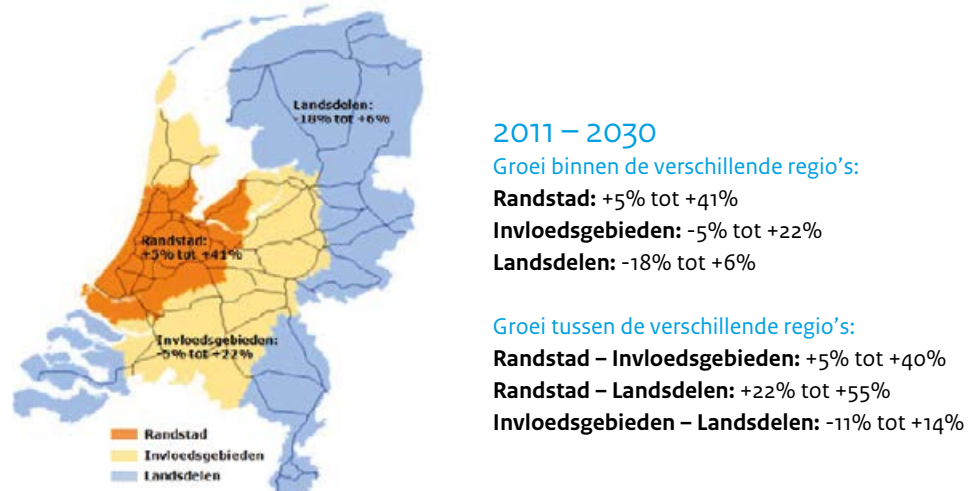 Landsdelen:
-18% tot +6%
Randstad:
+5% tot +41%
Invloedsgebieden:
-5% tot +22%
Randstad
Invloedsgebieden
Landsdelen
2011 – 2030
Groei binnen de verschillende regio's:
Randstad: +5% tot +41%
Invloedsgebieden: -5% tot +22%
Landsdelen: -18% tot +6%
Groei tussen de verschillende regio's:
Randstad – Invloedsgebieden: +5% tot +40%
Randstad – Landsdelen: +22% tot +55%
Invloedsgebieden – Landsdelen: -11% tot +14%